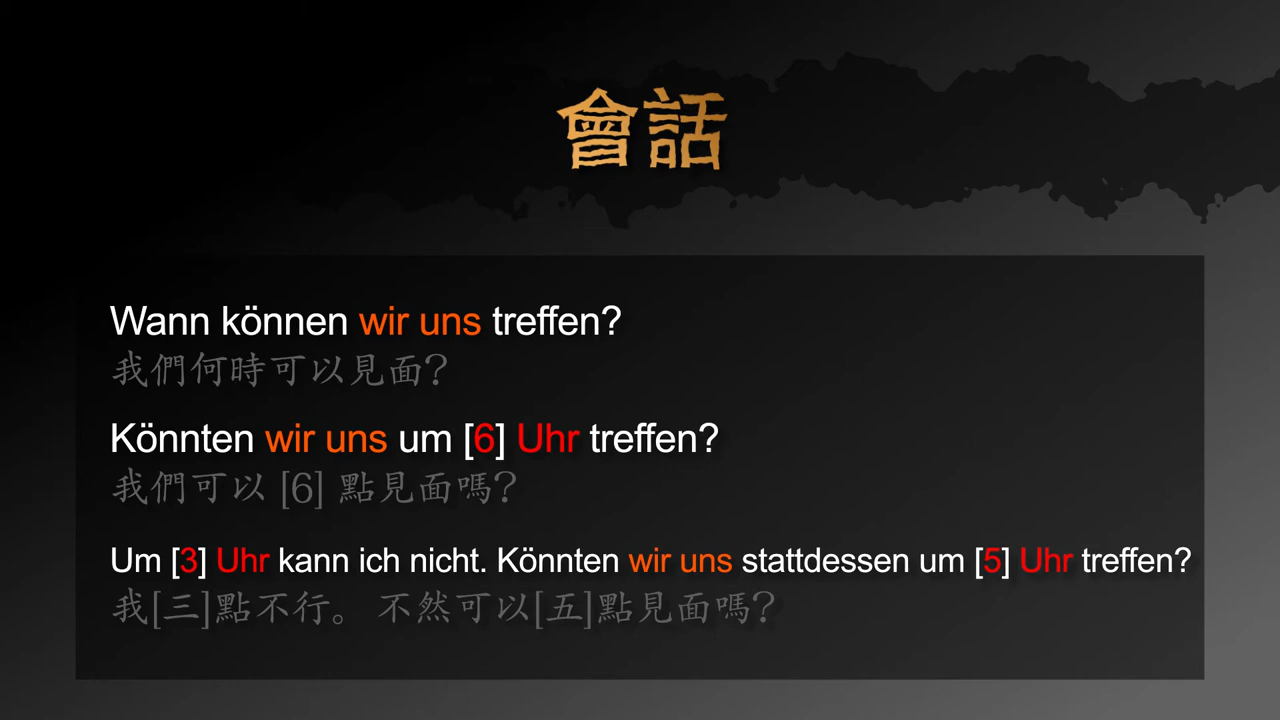 會話
Wann können wir uns treffen?
我們何時可以見面?
Könnten wir uns um [6] Uhr treffen?
我們可以 [6] 點見面嗎?
Um [3] Uhr kann ich nicht. Könnten wir uns stattdessen um [5] Uhr treffen?
我[三]點不行。 不然可以[五]點見面嗎?